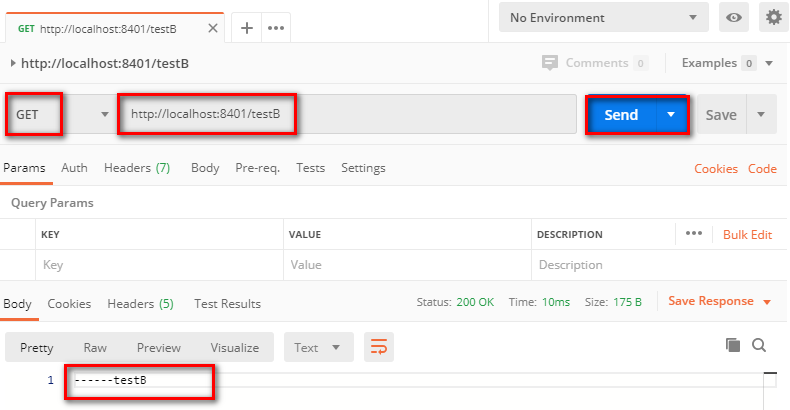 GET http://localhost:8401/testB No Environment
http://localhost:8401/testB Comments 0 Examples 0
GET http://localhost:8401/testB Send Save
Params Auth Headers (7) Body Pre-req. Tests Settings Cookies Code
Query Params
KEY VALUE DESCRIPTION Bulk Edit
Key Value Description
Body Cookies Headers (5) Test Results Status: 200 OK Time: 10ms Size: 175 B Save Response
Pretty Raw Preview Visualize Text
1 ------testB